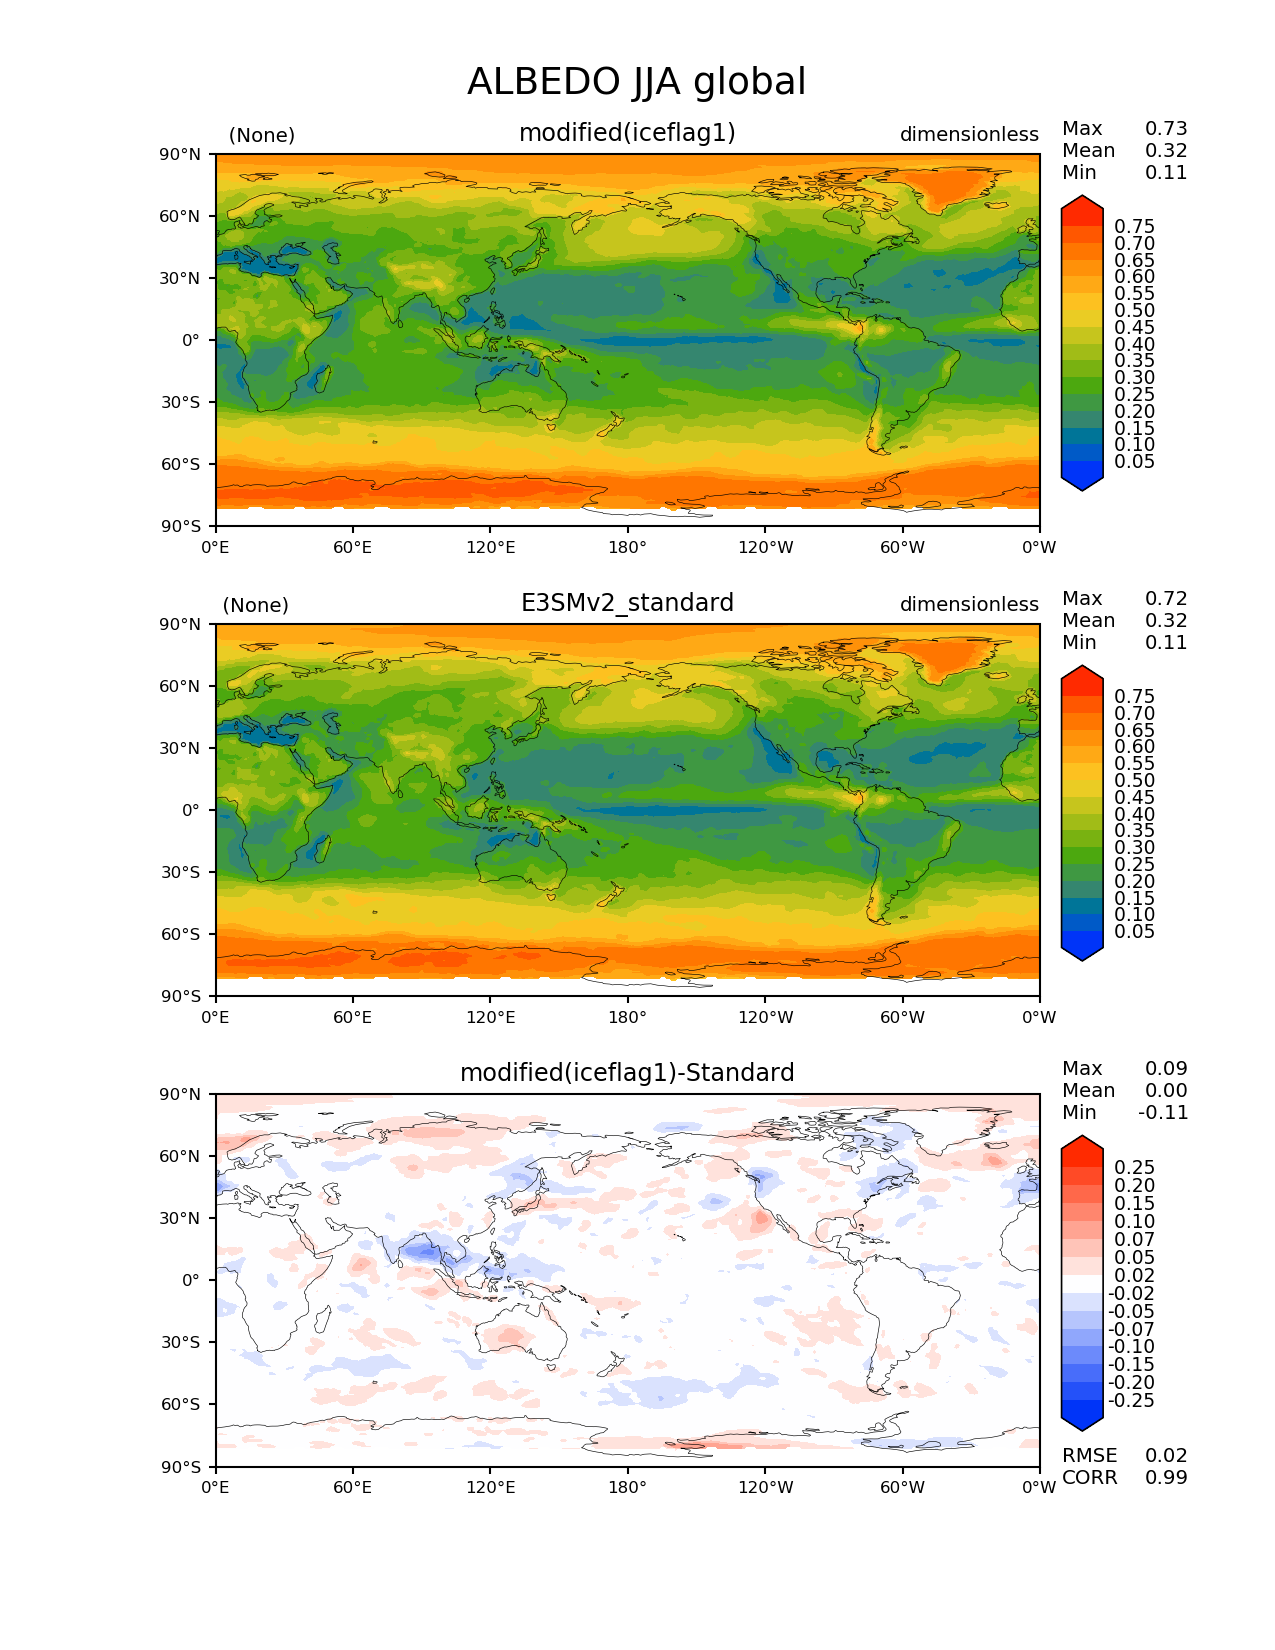 ALBEDO JJA global
(None) modified(iceflag1) dimensionless
Max 0.73
Mean 0.32
Min 0.11
90°N
60°N
30°N
0°
30°S
60°S
90°S
0°E 60°E 120°E 180° 120°W 60°W 0°W
0.75
0.70
0.65
0.60
0.55
0.50
0.45
0.40
0.35
0.30
0.25
0.20
0.15
0.10
0.05
(None) E3SMv2_standard dimensionless
Max 0.72
Mean 0.32
Min 0.11
90°N
60°N
30°N
0°
30°S
60°S
90°S
0°E 60°E 120°E 180° 120°W 60°W 0°W
0.75
0.70
0.65
0.60
0.55
0.50
0.45
0.40
0.35
0.30
0.25
0.20
0.15
0.10
0.05
modified(iceflag1)-Standard
Max 0.09
Mean 0.00
Min -0.11
90°N
60°N
30°N
0°
30°S
60°S
90°S
0°E 60°E 120°E 180° 120°W 60°W 0°W
0.25
0.20
0.15
0.10
0.07
0.05
0.02
-0.02
-0.05
-0.07
-0.10
-0.15
-0.20
-0.25
RMSE 0.02
CORR 0.99